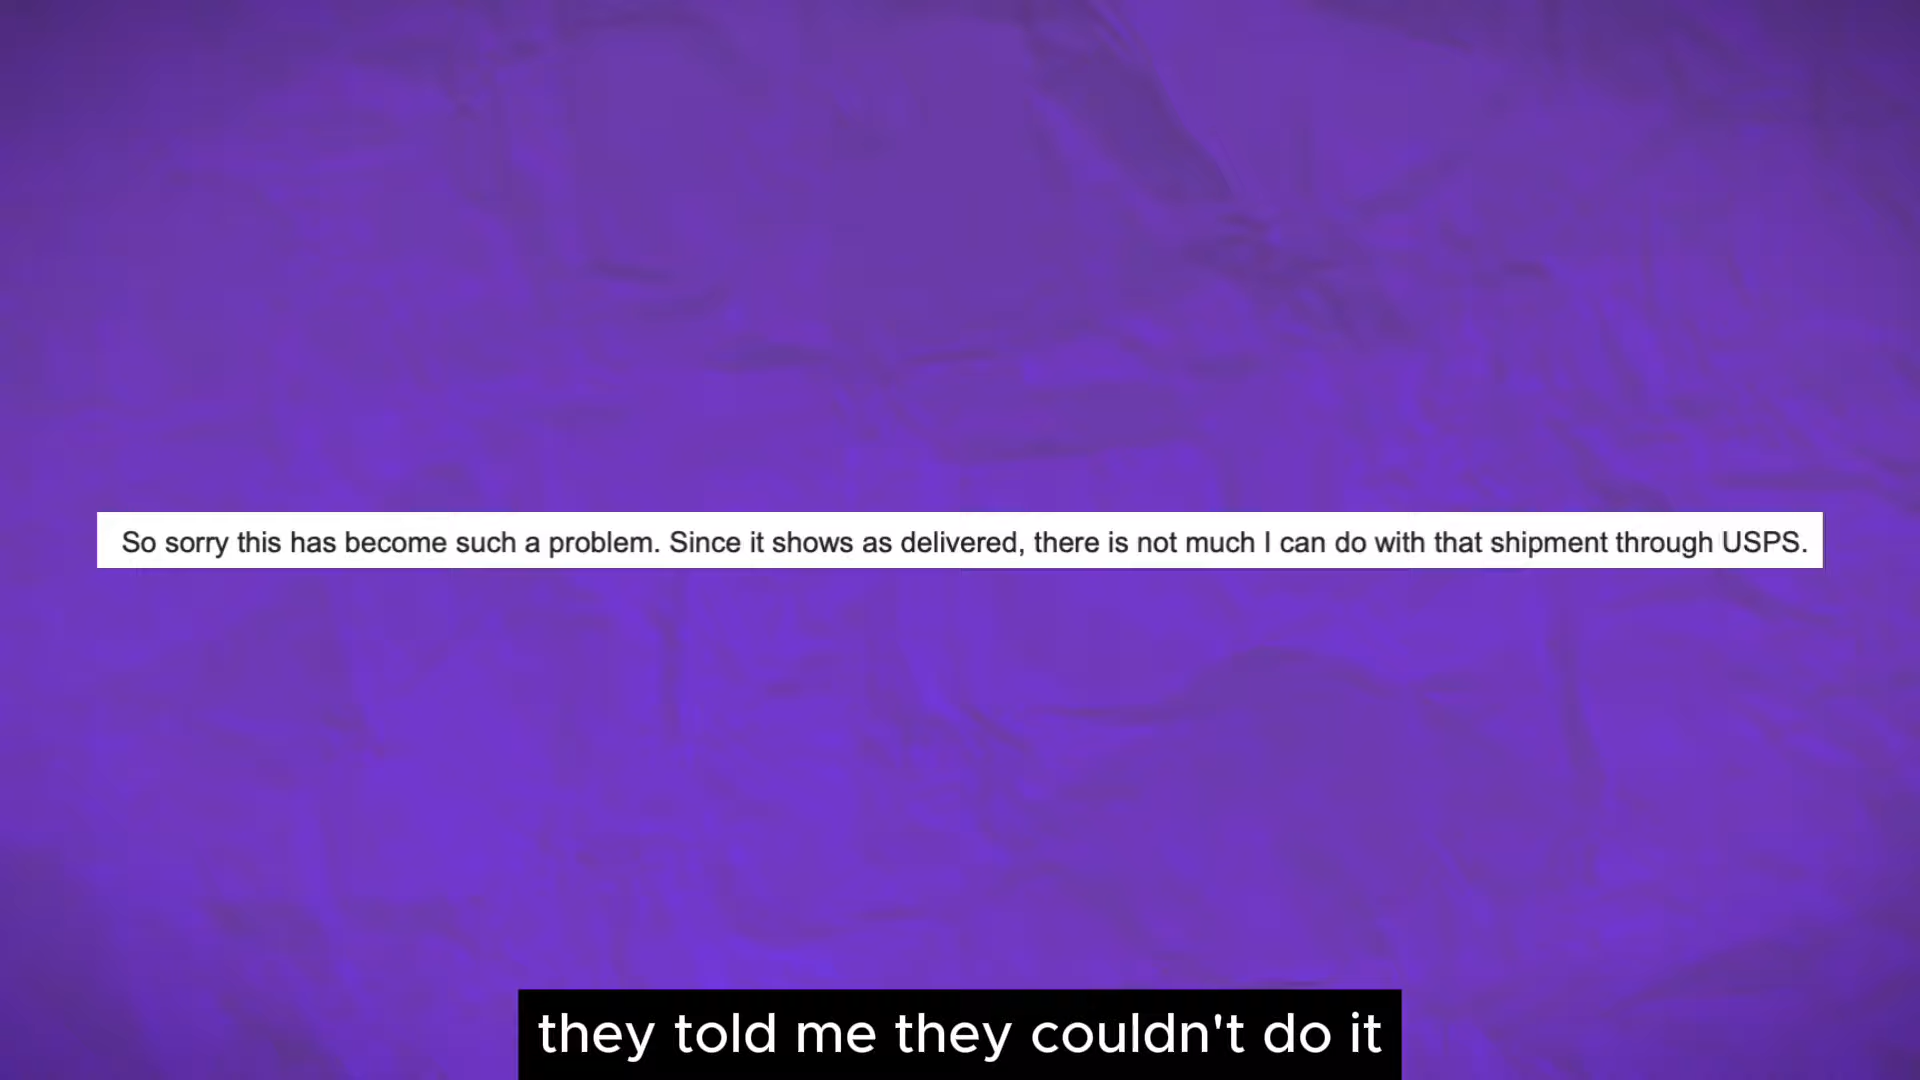 So sorry this has become such a problem. Since it shows as delivered, there is not much I can do with that shipment through USPS.
they told me they couldn't do it